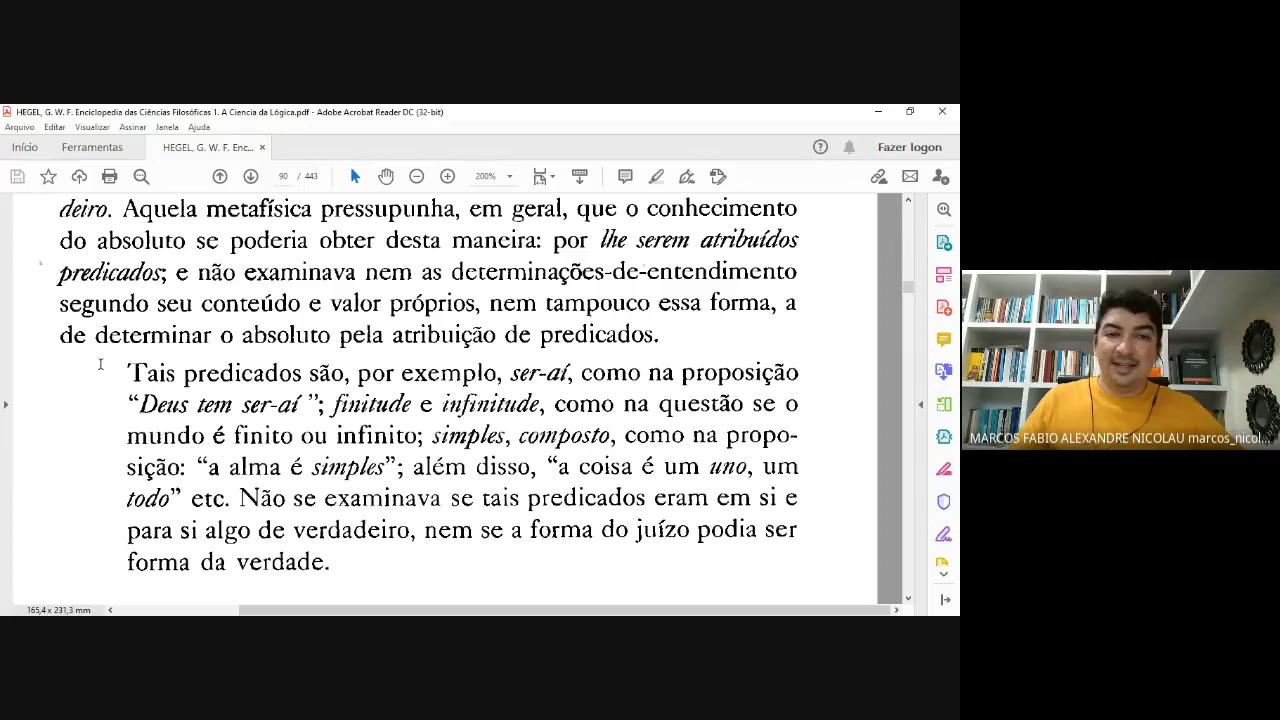 HEGEL, G. W. F. Enciclopedia das Ciências Filosóficas 1. A Ciencia da Lógica.pdf - Adobe Acrobat Reader DC (32-bit)
Arquivo Editar Visualizar Assinar Janela Ajuda
Início Ferramentas HEGEL, G. W. F. Enc... × Fazer logon
90 / 443 200%
deiro. Aquela metafísica pressupunha, em geral, que o conhecimento
do absoluto se poderia obter desta maneira: por lhe serem atribuídos
predicados; e não examinava nem as determinações-de-entendimento
segundo seu conteúdo e valor próprios, nem tampouco essa forma, a
de determinar o absoluto pela atribuição de predicados.
Tais predicados são, por exemplo, ser-aí, como na proposição
“Deus tem ser-aí ”; finitude e infinitude, como na questão se o
mundo é finito ou infinito; simples, composto, como na propo-
sição: “a alma é simples”; além disso, “a coisa é um uno, um
todo” etc. Não se examinava se tais predicados eram em si e
para si algo de verdadeiro, nem se a forma do juízo podia ser
forma da verdade.
165,4 x 231,3 mm
MARCOS FABIO ALEXANDRE NICOLAU marcos_nicol...